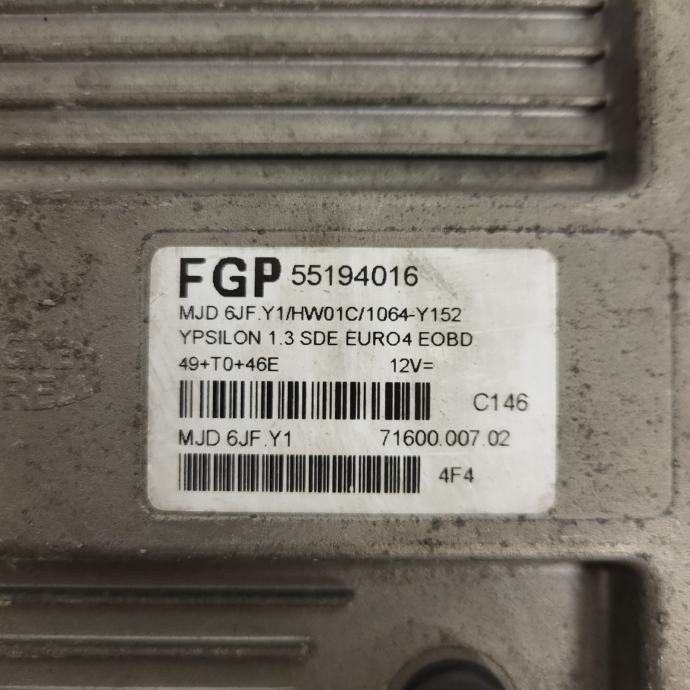 FGP 55194016
MJD 6JF.Y1/HW01C/1064-Y152
YPSILON 1.3 SDE EURO4 EOBD
49+T0+46E 12V=
C146
MJD 6JF.Y1 71600.007.02
4F4